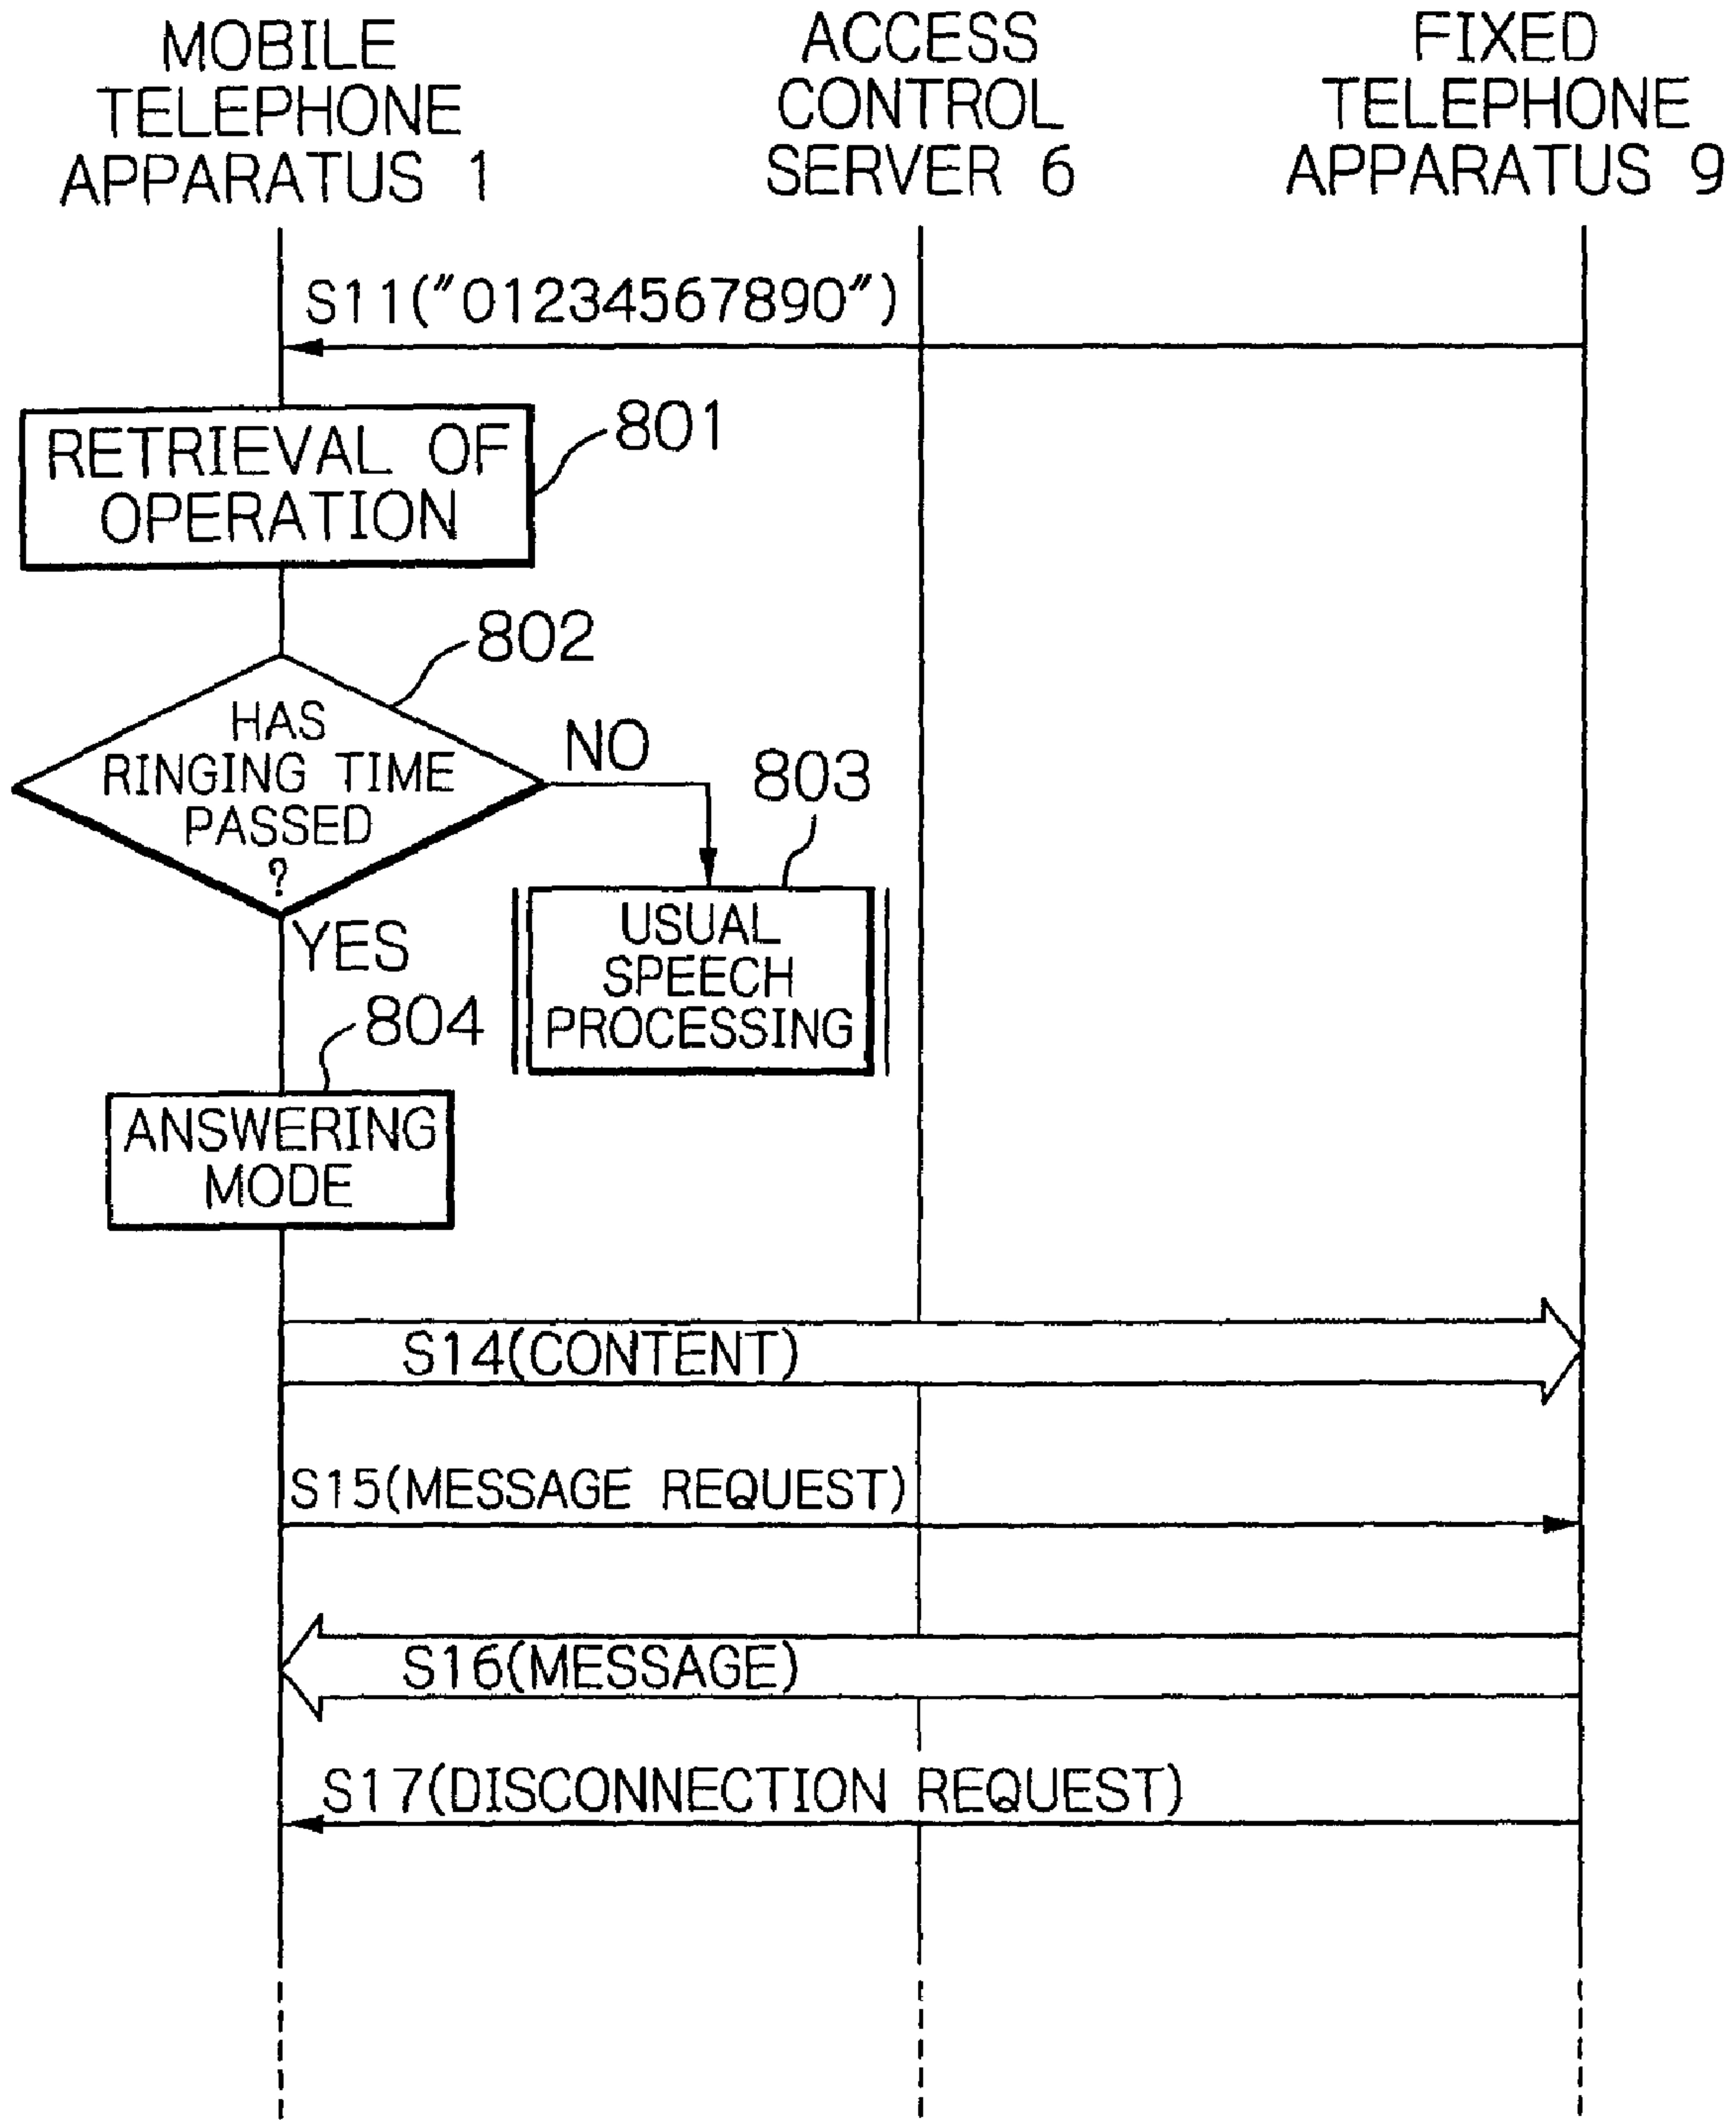 MOBILE
TELEPHONE
APPARATUS 1
ACCESS
CONTROL
SERVER 6
FIXED
TELEPHONE
APPARATUS 9
S11("01234567890")
RETRIEVAL OF
OPERATION
801
802
HAS
RINGING TIME
PASSED
?
NO
803
YES
USUAL
SPEECH
PROCESSING
804
ANSWERING
MODE
S14(CONTENT)
S15(MESSAGE REQUEST)
S16(MESSAGE)
S17(DISCONNECTION REQUEST)